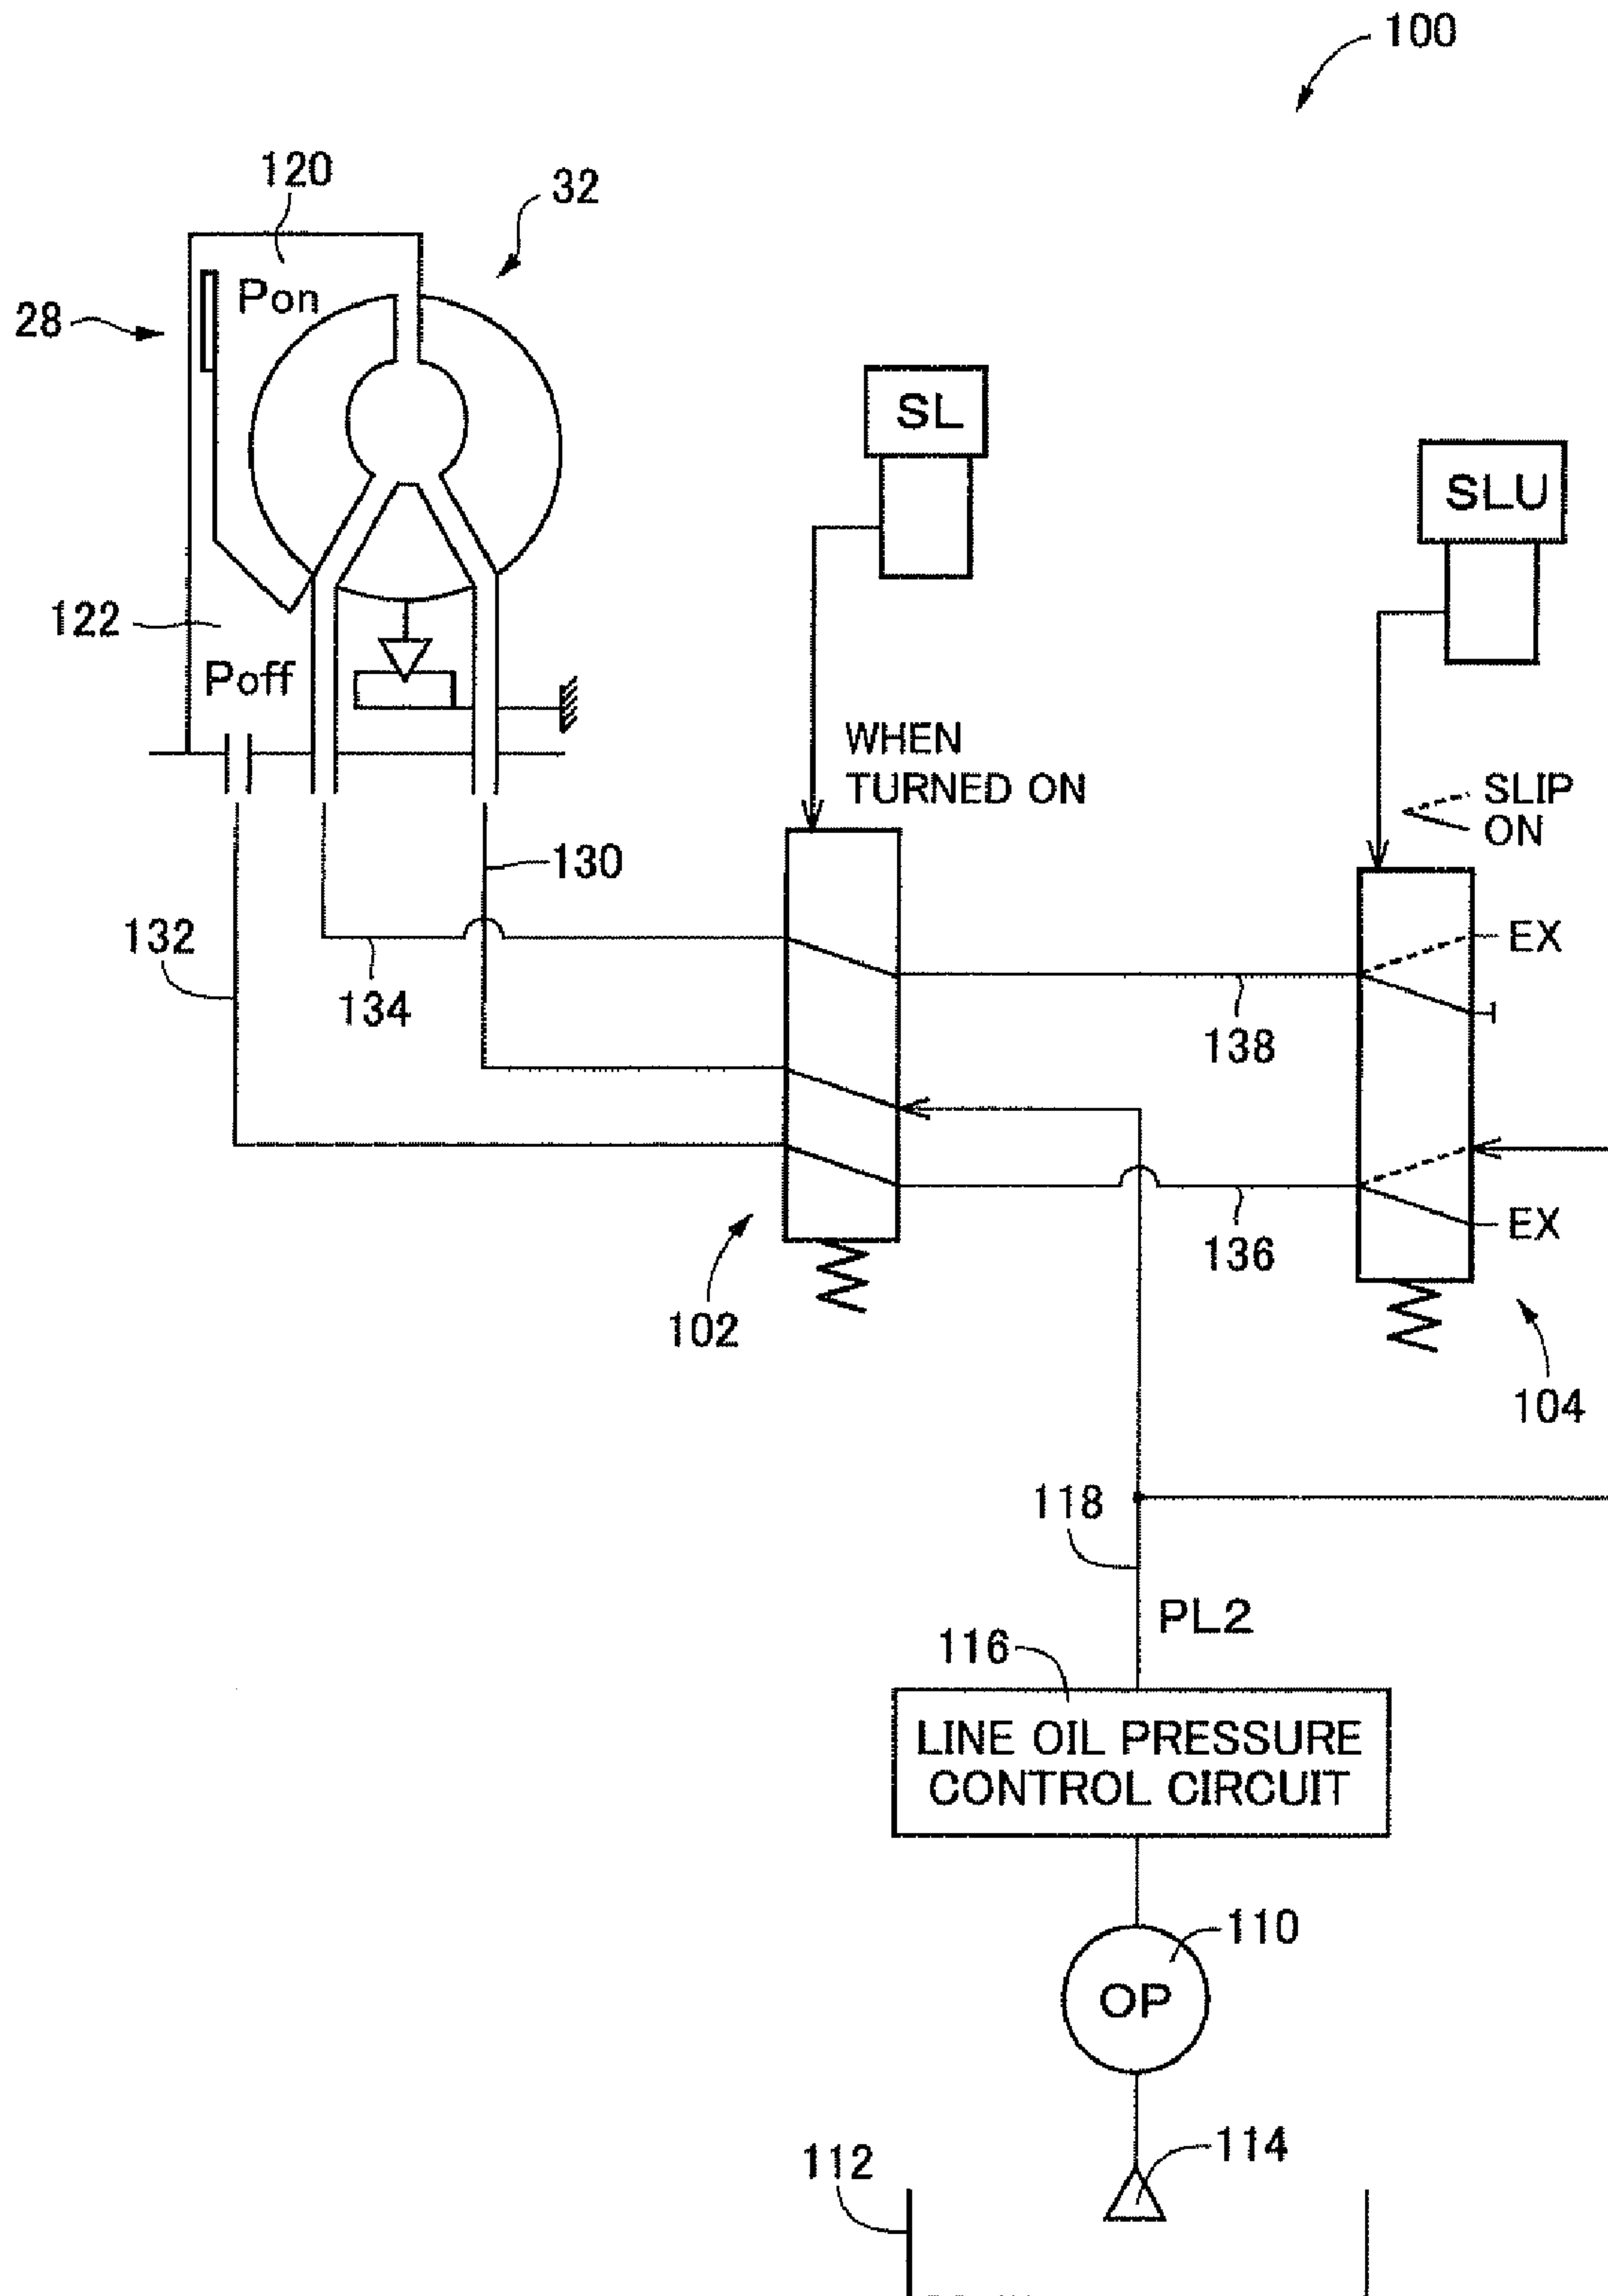 100
120
32
Pon
28
SL
SLU
122
Poff
WHEN
TURNED ON
SLIP
ON
130
132
EX
134
138
EX
136
102
104
118
PL2
116
LINE OIL PRESSURE
CONTROL CIRCUIT
110
OP
114
112